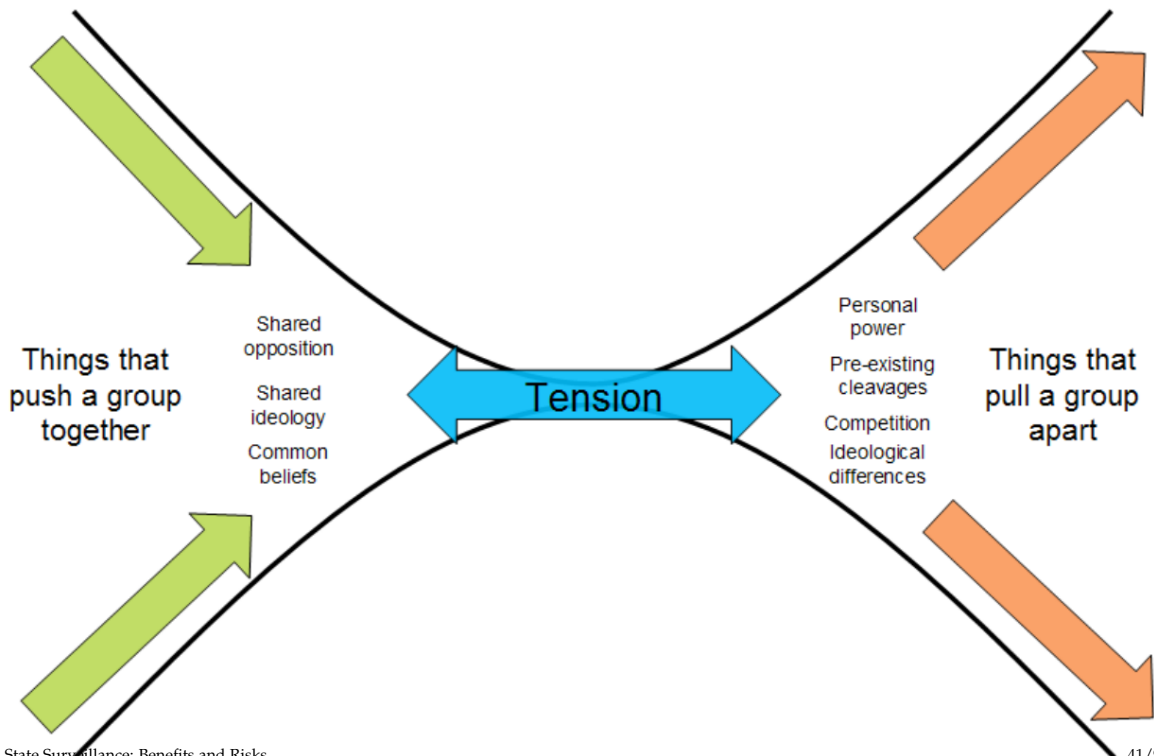 Things that
push a group
together
Shared
opposition
Shared
ideology
Common
beliefs
Tension
Personal
power
Pre-existing
cleavages
Competition
Ideological
differences
Things that
pull a group
apart
State Surveillance: Benefits and Risks
41/